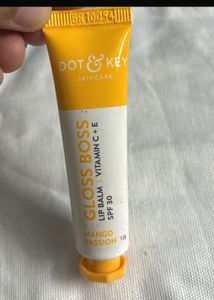 DOT & KEY
SKINCARE
GLOSS BOSS
LIP BALM | VITAMIN C + E
SPF 30
MANGO
PASSION